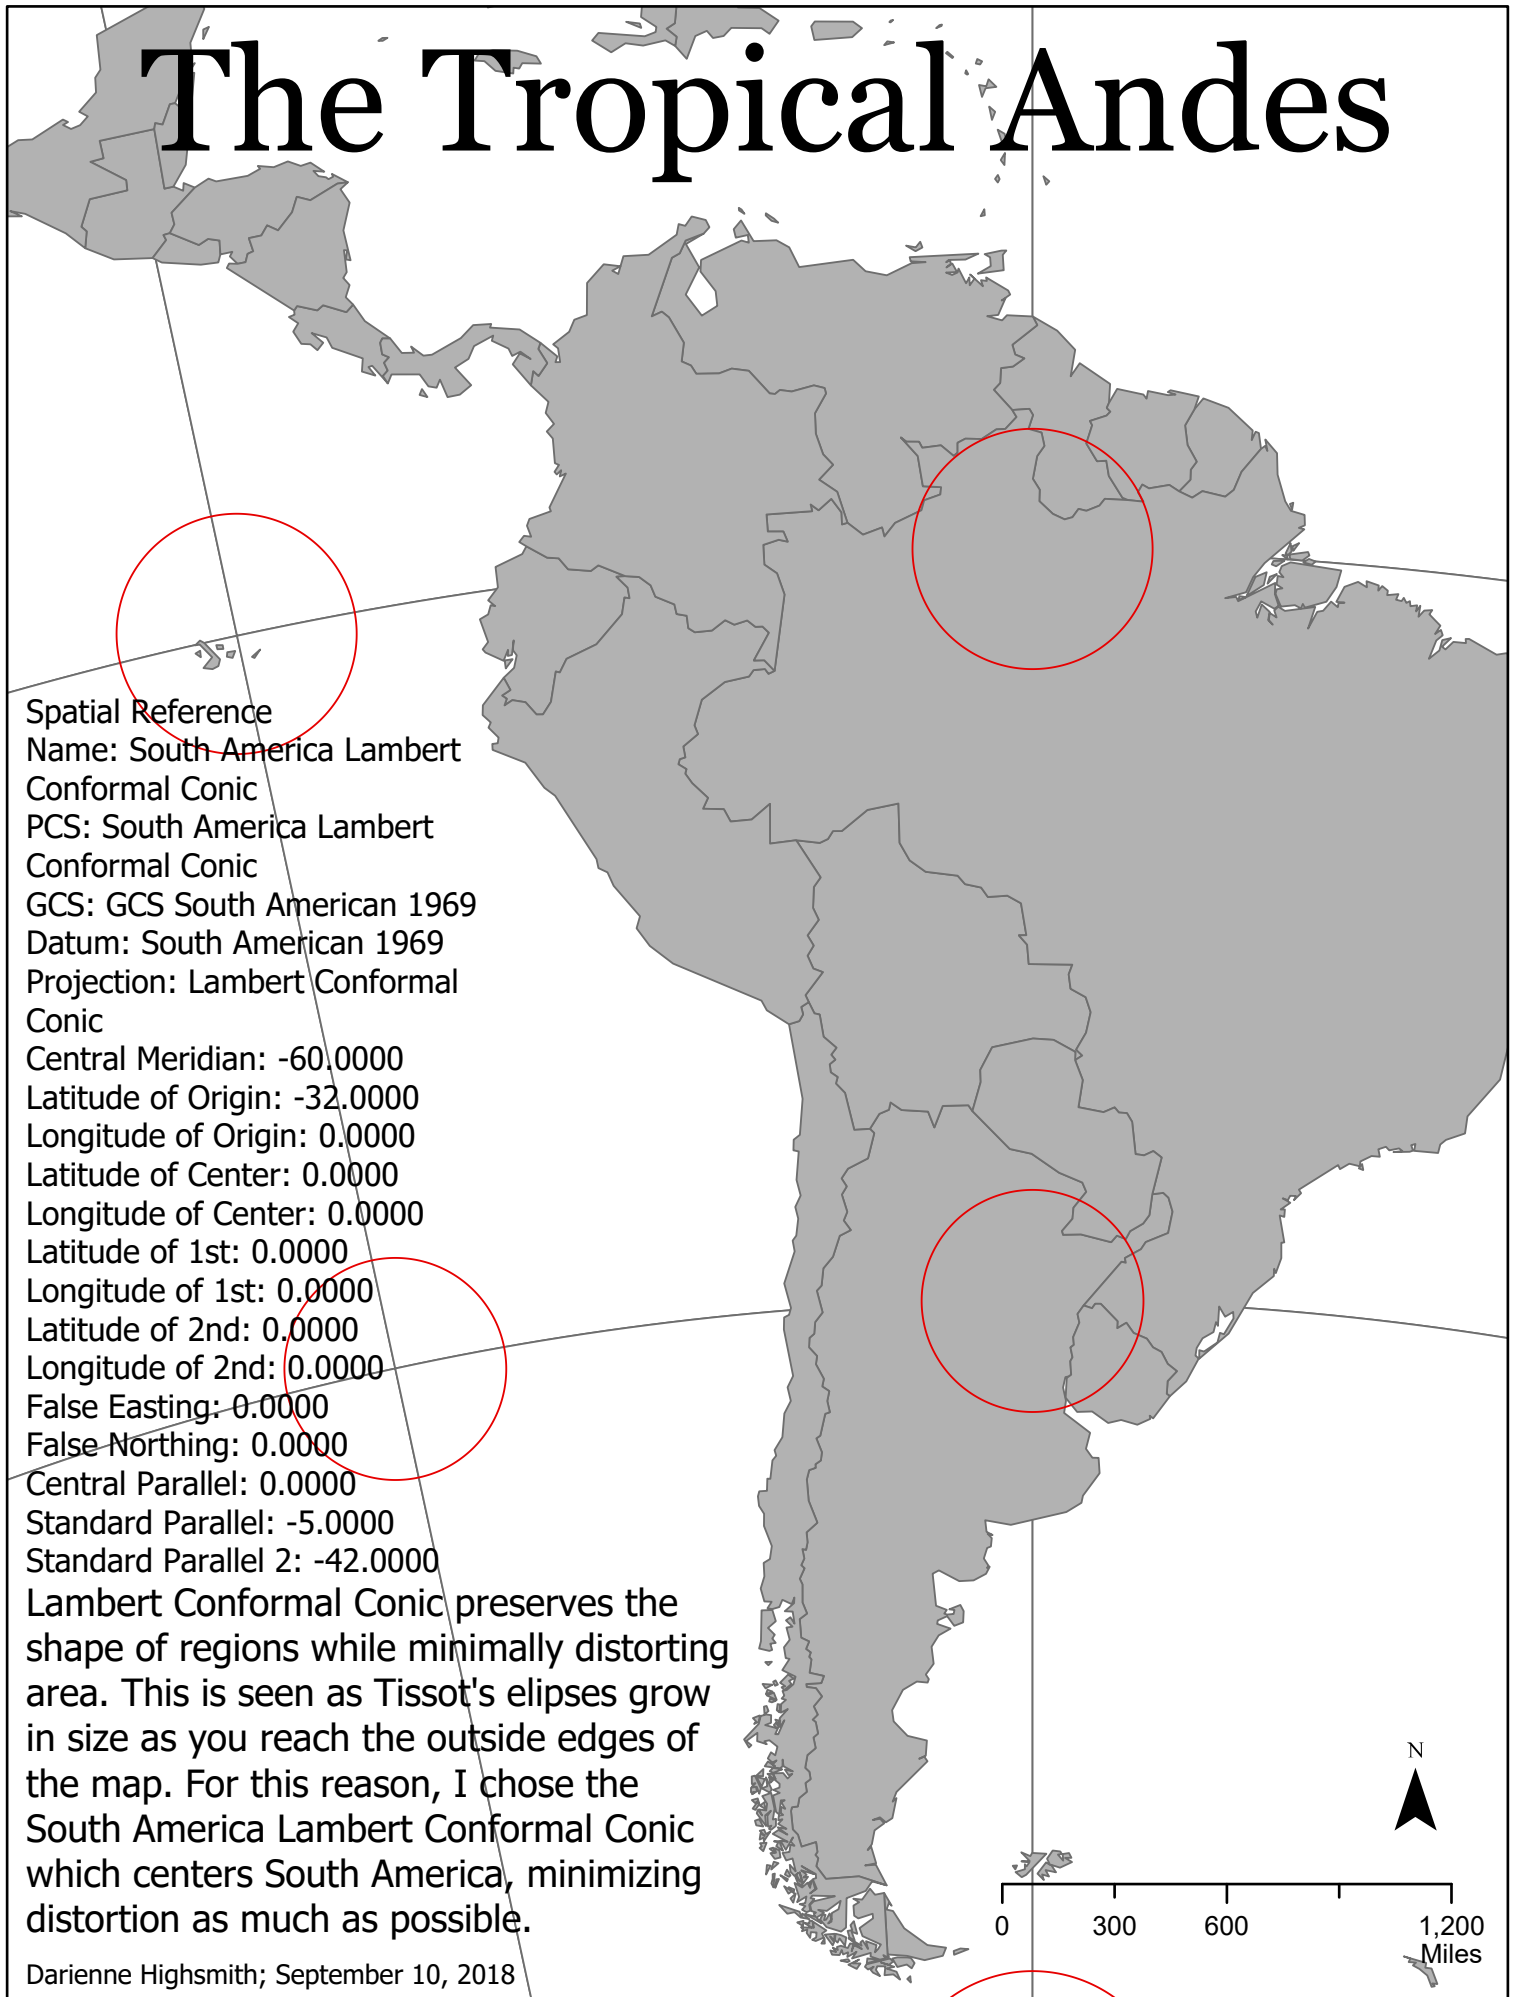 The Tropical Andes
Spatial Reference
Name: South America Lambert
Conformal Conic
PCS: South America Lambert
Conformal Conic
GCS: GCS South American 1969
Datum: South American 1969
Projection: Lambert Conformal
Conic
Central Meridian: -60.0000
Latitude of Origin: -32.0000
Longitude of Origin: 0.0000
Latitude of Center: 0.0000
Longitude of Center: 0.0000
Latitude of 1st: 0.0000
Longitude of 1st: 0.0000
Latitude of 2nd: 0.0000
Longitude of 2nd: 0.0000
False Easting: 0.0000
False Northing: 0.0000
Central Parallel: 0.0000
Standard Parallel: -5.0000
Standard Parallel 2: -42.0000
Lambert Conformal Conic preserves the
shape of regions while minimally distorting
area. This is seen as Tissot's elipses grow
in size as you reach the outside edges of
the map. For this reason, I chose the
South America Lambert Conformal Conic
which centers South America, minimizing
distortion as much as possible.
Darienne Highsmith; September 10, 2018
N
0 300 600 1,200
Miles